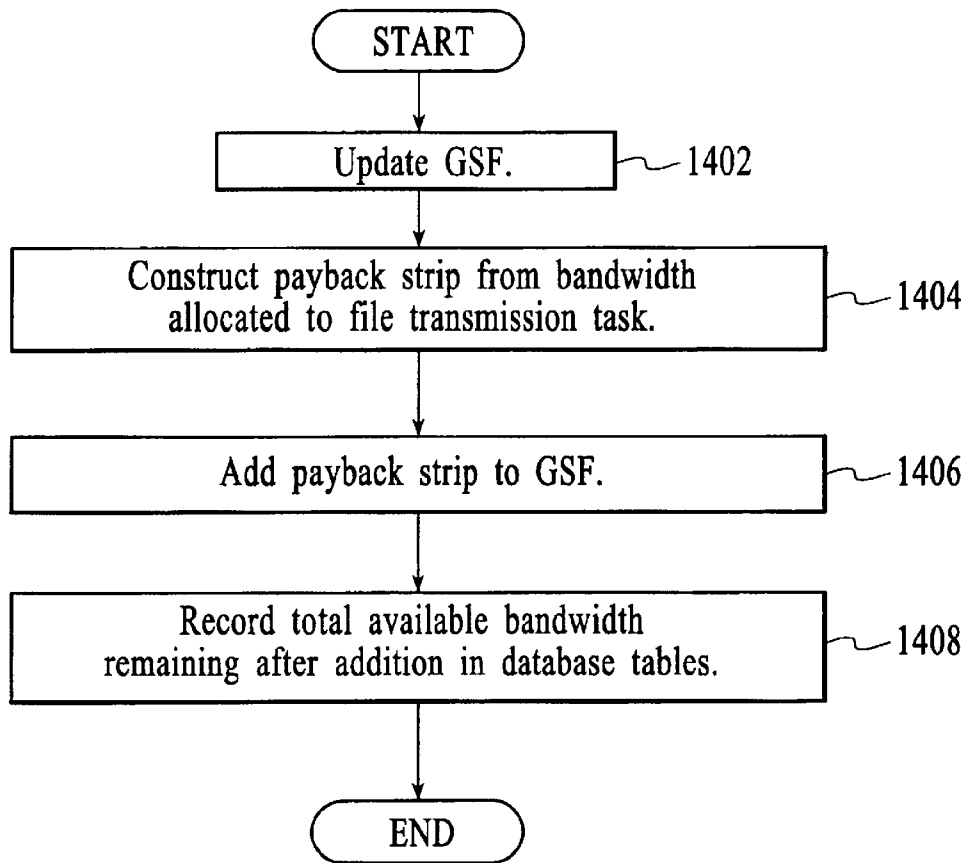 START
Update GSF.
1402
Construct payback strip from bandwidth
allocated to file transmission task.
1404
Add payback strip to GSF.
1406
Record total available bandwidth
remaining after addition in database tables.
1408
END